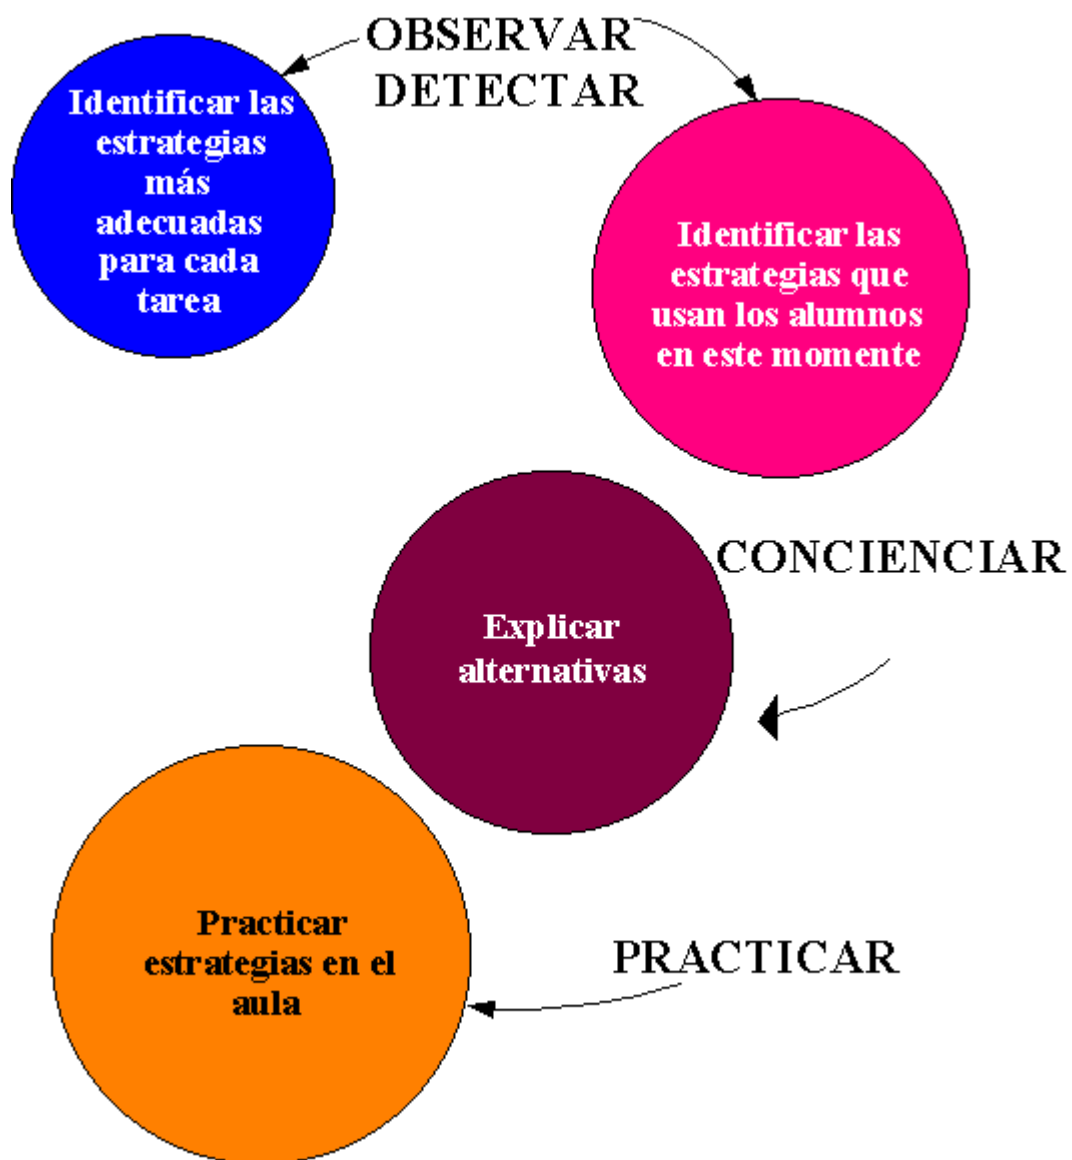 OBSERVAR
DETECTAR
Identificar las
estrategias
más
adecuadas
para cada
tarea
Identificar las
estrategias que
usan los alumnos
en este momente
CONCIENCIAR
Explicar
alternativas
Practicar
estrategias en el
aula
PRACTICAR